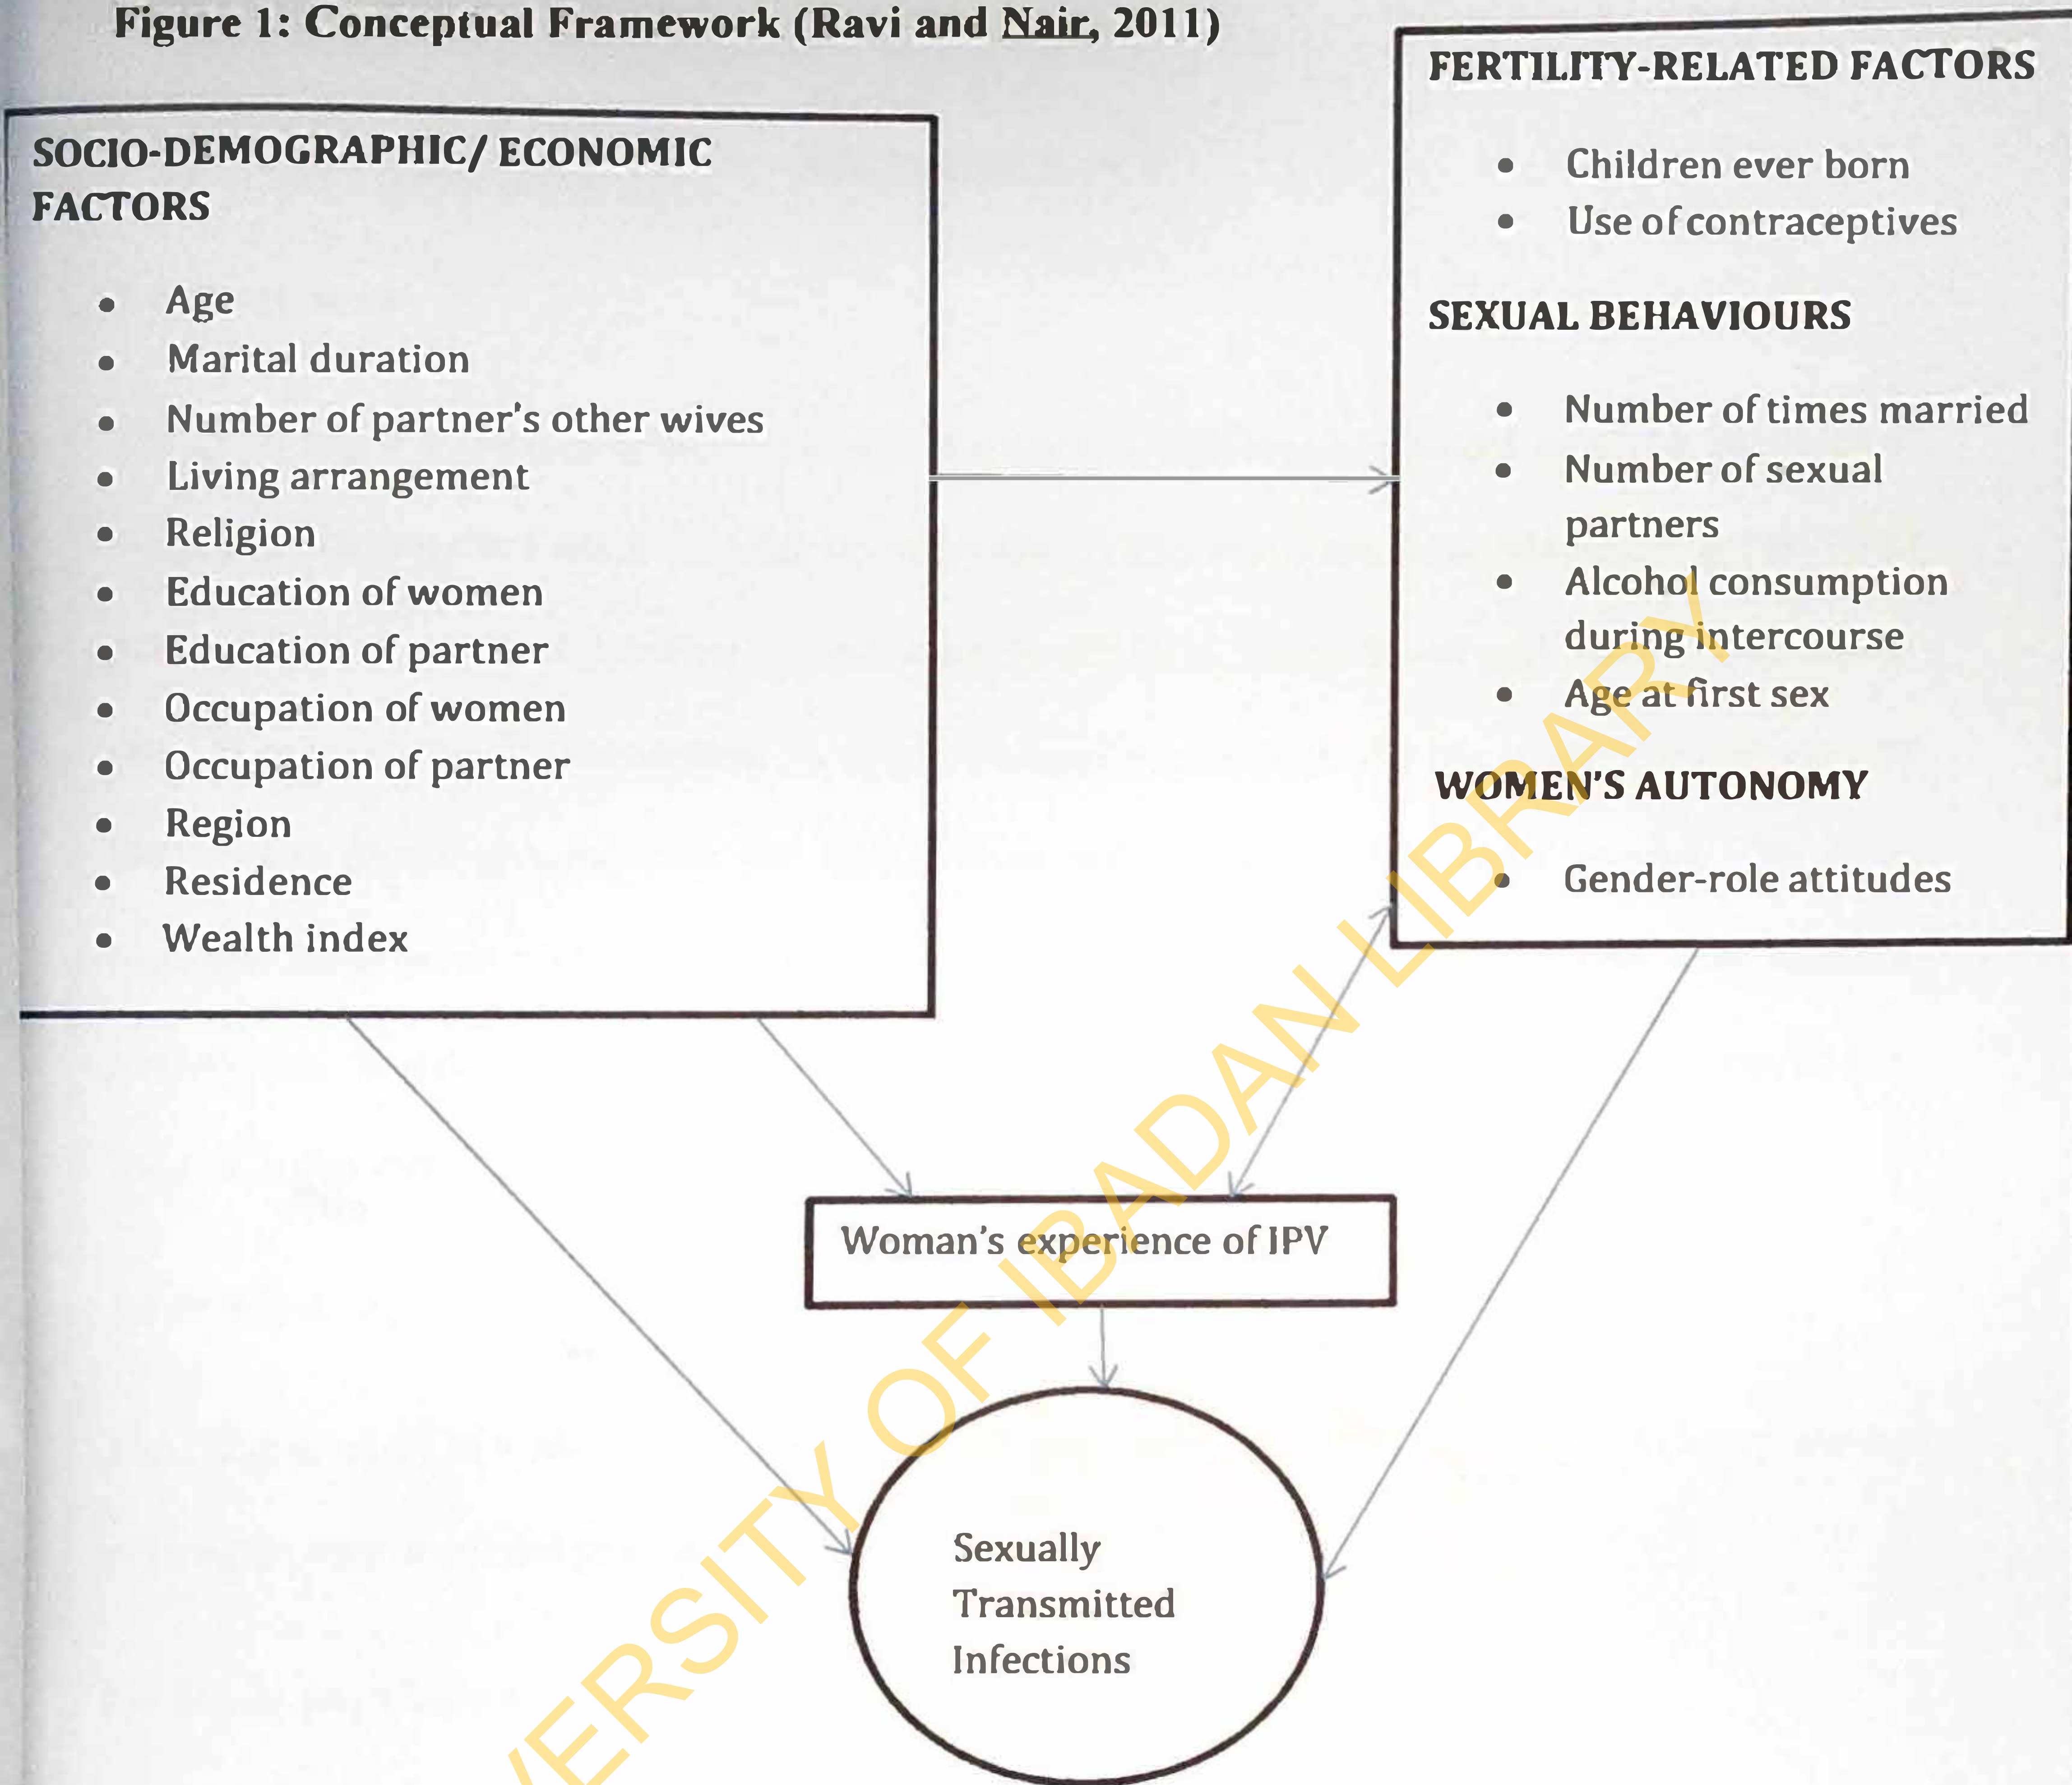 Figure 1: Conceptual Framework (Ravi and Nair, 2011)
SOCIO-DEMOGRAPHIC/ ECONOMIC
FACTORS
• Age
• Marital duration
• Number of partner's other wives
• Living arrangement
• Religion
• Education of women
• Education of partner
• Occupation of women
• Occupation of partner
• Region
• Residence
• Wealth index
FERTILITY-RELATED FACTORS
• Children ever born
• Use of contraceptives
SEXUAL BEHAVIOURS
• Number of times married
• Number of sexual
partners
• Alcohol consumption
during intercourse
• Age at first sex
WOMEN'S AUTONOMY
• Gender-role attitudes
Woman's experience of IPV
Sexually
Transmitted
Infections
VERSITY OF IBADAN LIBRARY